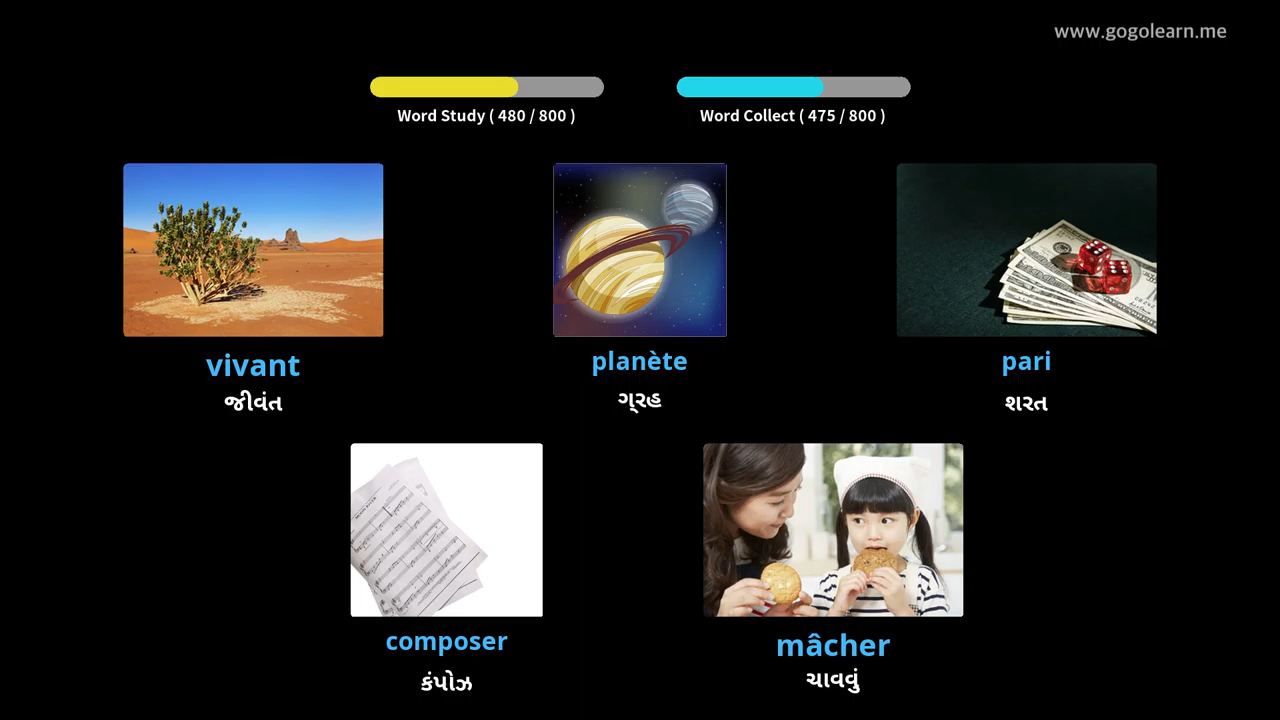 www.gogolearn.me
Word Study ( 480 / 800 )
Word Collect ( 475 / 800 )
vivant
જીવંત
planète
ગ્રહ
pari
શરત
composer
કંપોઝ
mâcher
ચાવવું